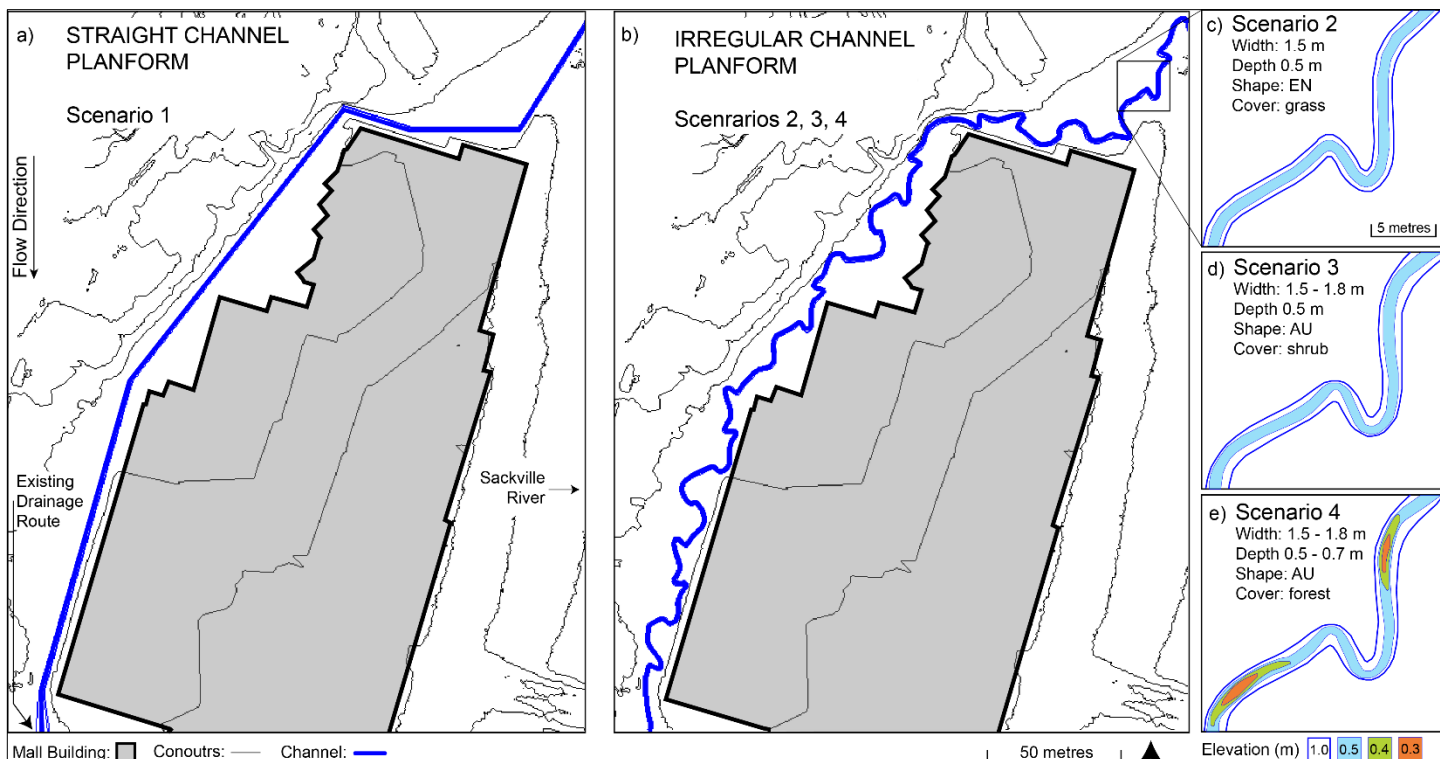 a) STRAIGHT CHANNEL
PLANFORM
Scenario 1
Flow Direction
Existing
Drainage
Route
Sackville
River
b) IRREGULAR CHANNEL
PLANFORM
Scenrarios 2, 3, 4
c) Scenario 2
Width: 1.5 m
Depth 0.5 m
Shape: EN
Cover: grass
5 metres
d) Scenario 3
Width: 1.5 - 1.8 m
Depth 0.5 m
Shape: AU
Cover: shrub
e) Scenario 4
Width: 1.5 - 1.8 m
Depth 0.5 - 0.7 m
Shape: AU
Cover: forest
Mall Building: Conoutrs: Channel:
50 metres
Elevation (m) 1.0 0.5 0.4 0.3